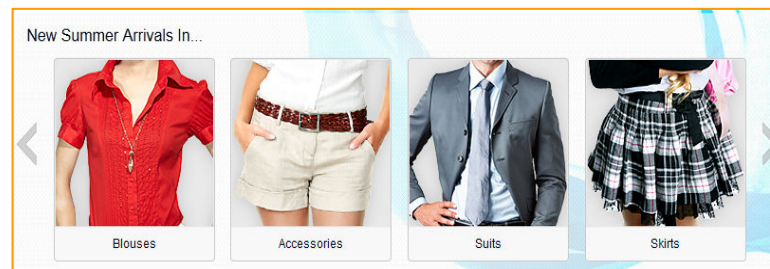 New Summer Arrivals In...
Blouses
Accessories
Suits
Skirts